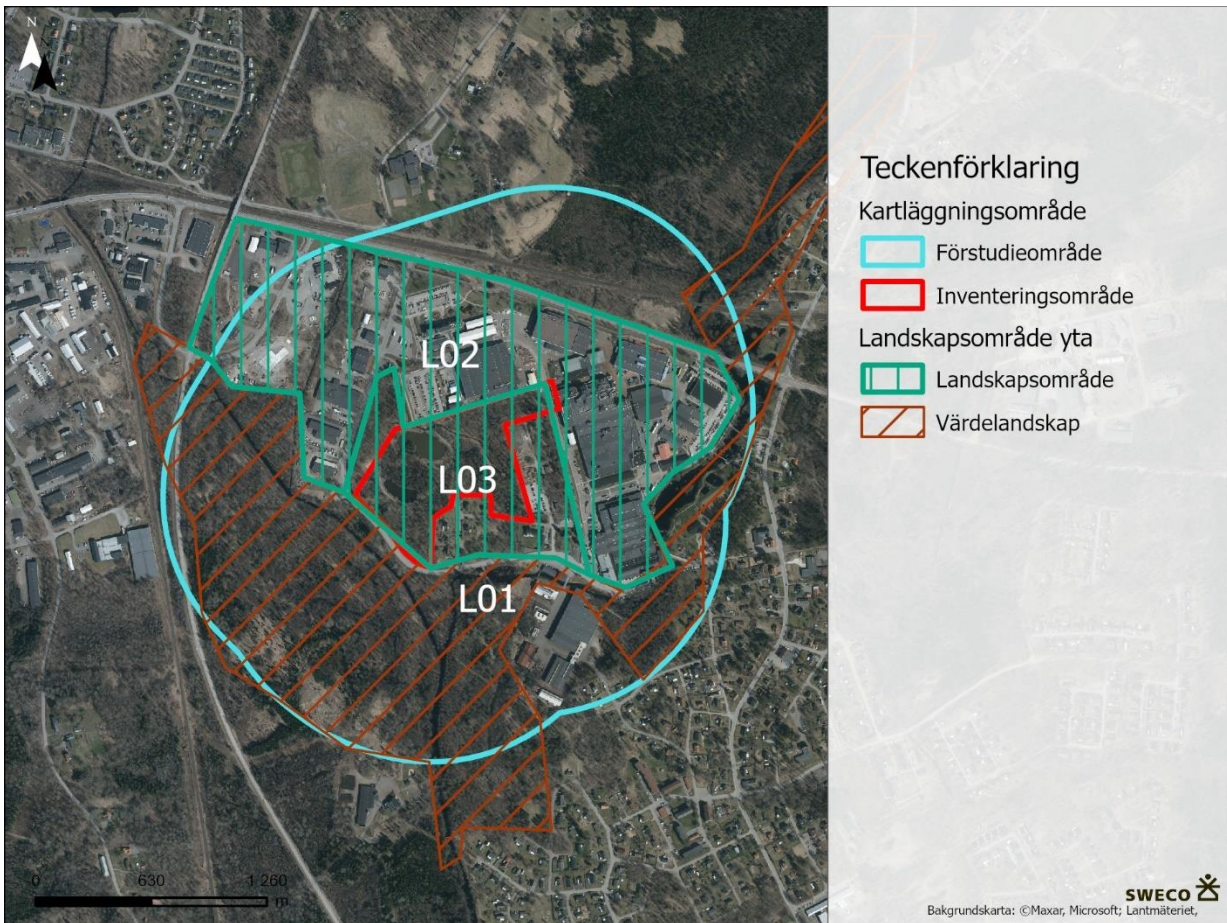 N
Teckenförklaring
Kartläggningsområde
Förstudieområde
Inventeringsområde
Landskapsområde yta
Landskapsområde
Värdelandskap
L02
L03
L01
0 630 1 260
m
SWECO
Bakgrundskarta: ©Maxar, Microsoft; Lantmäteriet,